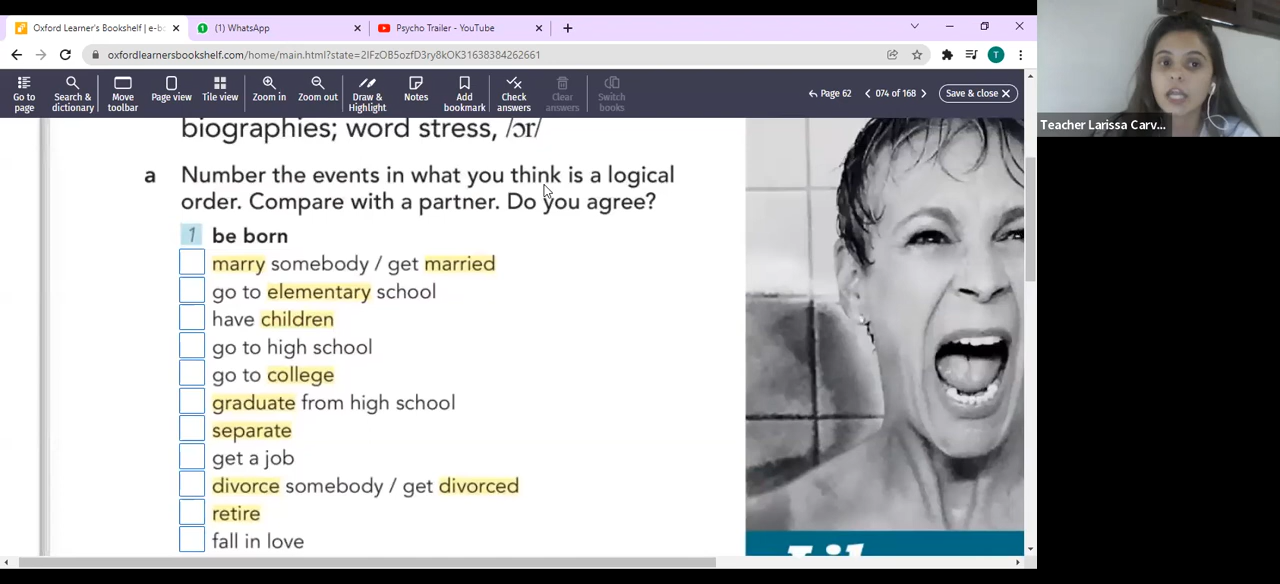 Oxford Learner's Bookshelf | e-b
(1) WhatsApp
Psycho Trailer - YouTube
oxfordlearnersbookshelf.com/home/main.html?state=2IFzOB5ozfD3ry8kOK31638384262661
T
Go to page
Search & dictionary
Move toolbar
Page view
Tile view
Zoom in
Zoom out
Draw & Highlight
Notes
Add bookmark
Check answers
Clear answers
Switch books
Page 62
074 of 168
Save & close X
Teacher Larissa Carv...
biographies; word stress, /ɔr/
a Number the events in what you think is a logical
order. Compare with a partner. Do you agree?
1 be born
marry somebody / get married
go to elementary school
have children
go to high school
go to college
graduate from high school
separate
get a job
divorce somebody / get divorced
retire
fall in love